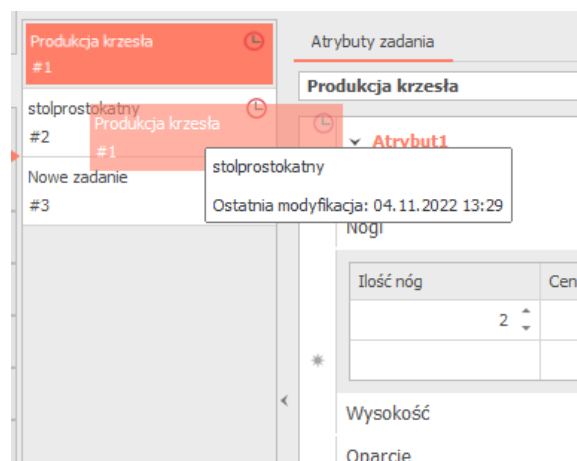 Produkcja krzesła
#1
stolprostokatny
#2
Nowe zadanie
#3
Produkcja krzesła
#1
stolprostokatny
Ostatnia modyfikacja: 04.11.2022 13:29
Atrybuty zadania
Produkcja krzesła
Atrybut1
Nogi
Ilość nóg
Cen
2
Wysokość
Oparcie